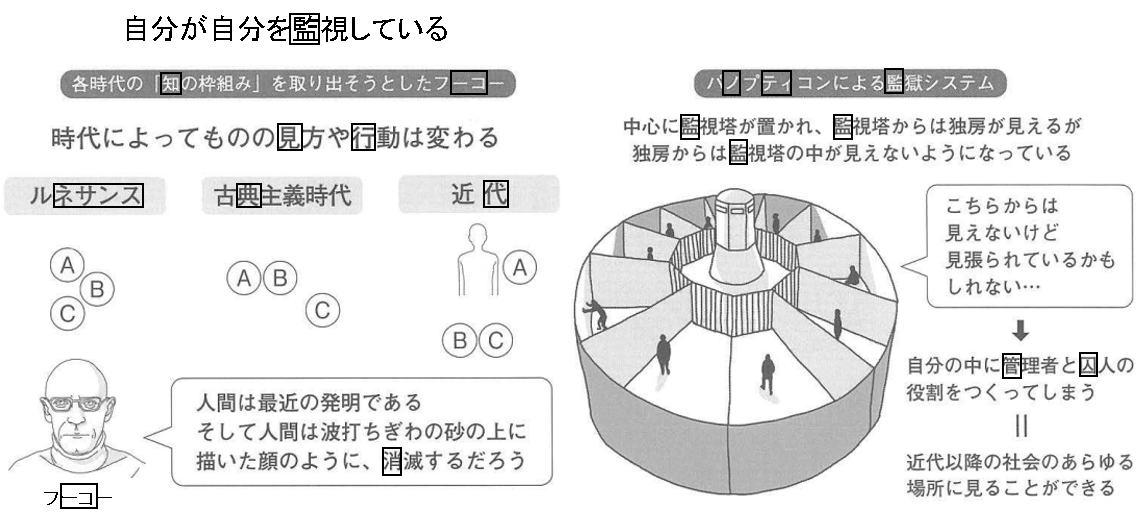 自分が自分を監視している
各時代の「知の枠組み」を取り出そうとしたフーコー
時代によってものの見方や行動は変わる
ルネサンス
古典主義時代
近代
A
B
C
A B
C
A
B C
人間は最近の発明である
そして人間は波打ちぎわの砂の上に
描いた顔のように、消滅するだろう
フーコー
パノプティコンによる監獄システム
中心に監視塔が置かれ、監視塔からは独房が見えるが
独房からは監視塔の中が見えないようになっている
こちらからは
見えないけど
見張られているかも
しれない…
自分の中に管理者と囚人の
役割をつくってしまう
近代以降の社会のあらゆる
場所に見ることができる